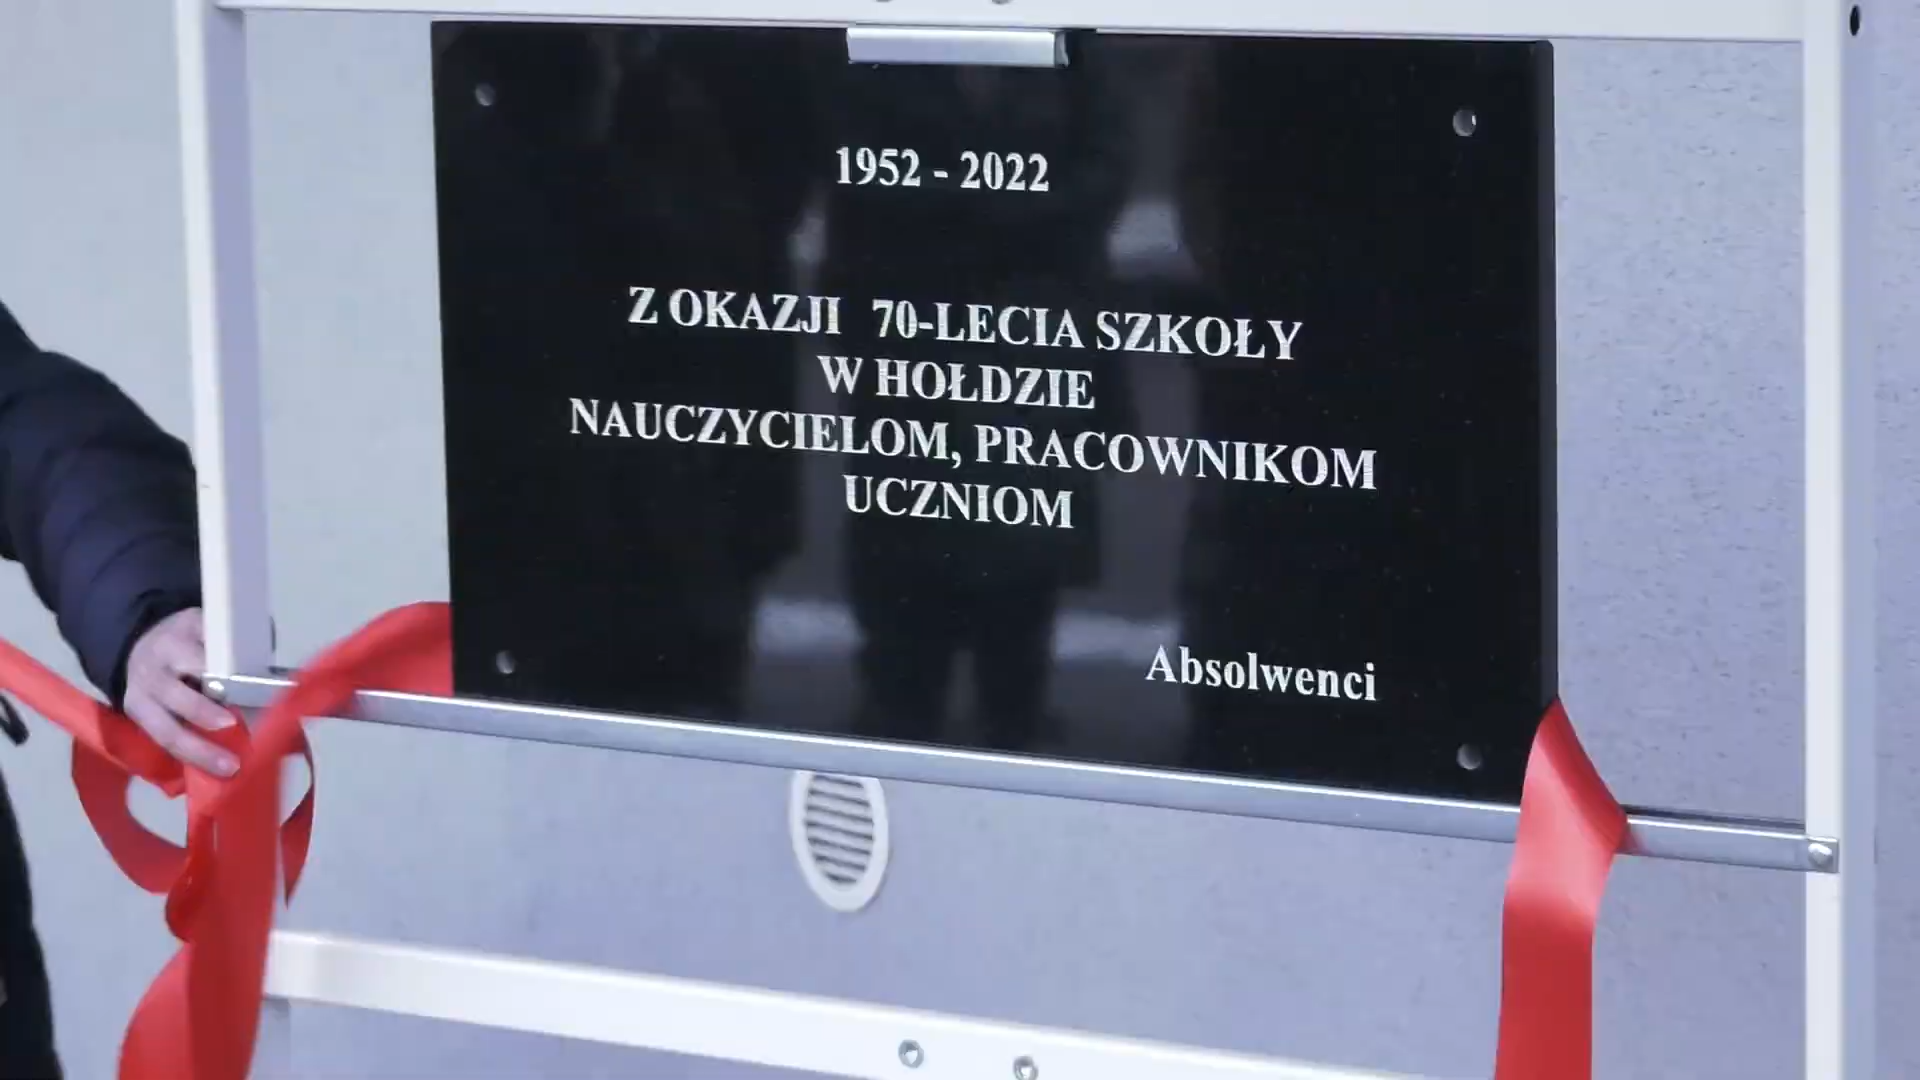 1952 - 2022
Z OKAZJI 70-LECIA SZKOŁY
W HOŁDZIE
NAUCZYCIELOM, PRACOWNIKOM
UCZNIOM
Absolwenci